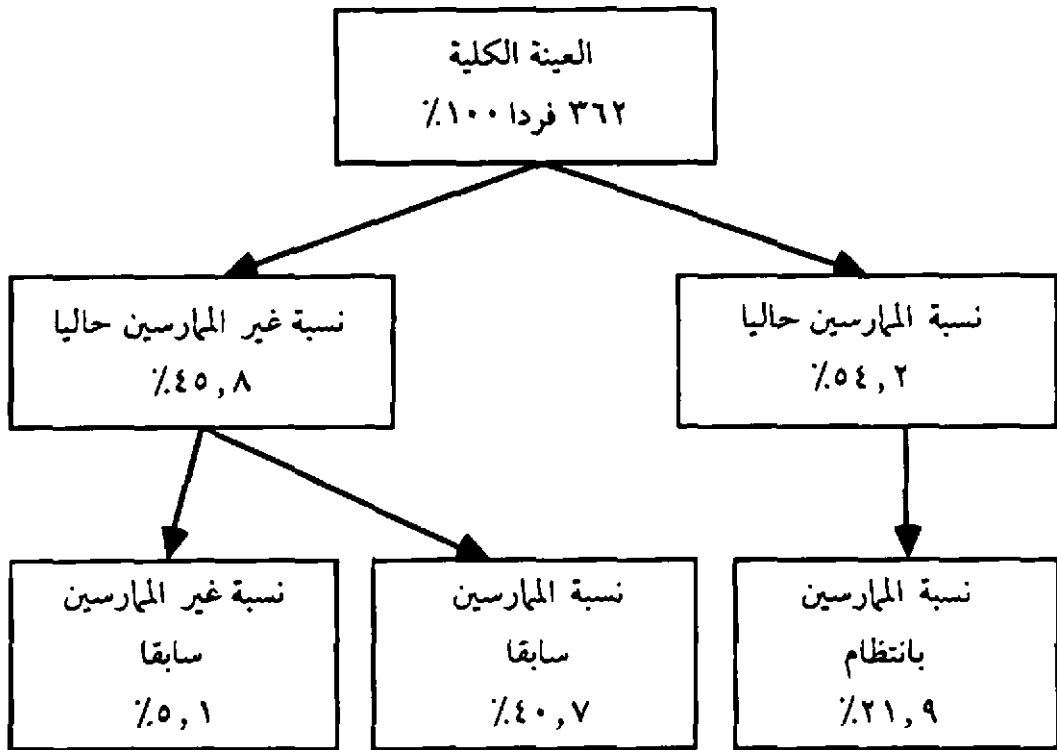 العينة الكلية
٣٦٢ فردا ١٠٠٪
نسبة الممارسين حاليا
٥٤,٢٪
نسبة غير الممارسين حاليا
٤٥,٨٪
نسبة الممارسين
بانتظام
٢١,٩٪
نسبة الممارسين
سابقا
٤٠,٧٪
نسبة غير الممارسين
سابقا
٥,١٪